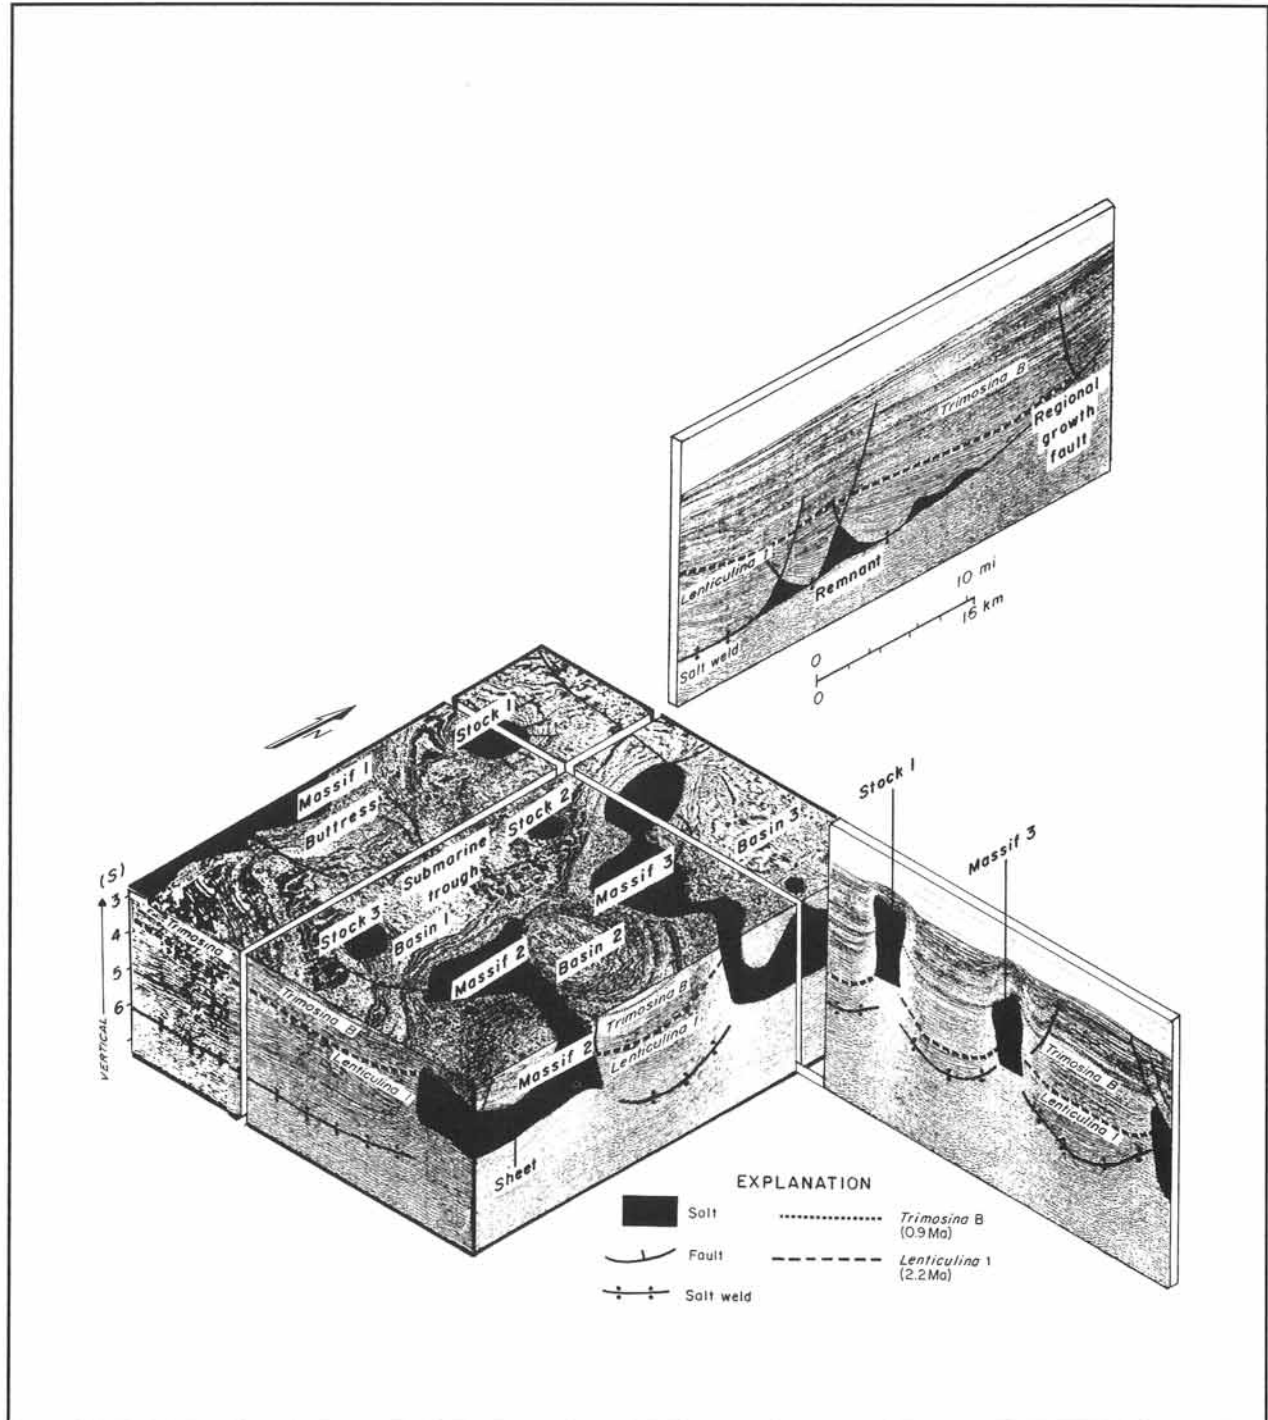 Trimosina B
Regional
growth
fault
Lenticulina 1
Remnant
Salt weld
10 mi
16 km
0
0
N
Stock 1
Massif 1
Buttress
Stock 2
Submarine
trough
Basin 3
Massif 3
Stock 3
Basin 1
Massif 2
Basin 2
Stock 1
Massif 3
(S)
3
4
5
6
VERTICAL
Trimosina
Trimosina B
Lenticulina 1
Massif 2
Trimosina B
Lenticulina 1
Sheet
Trimosina B
Lenticulina 1
EXPLANATION
Salt
Fault
Salt weld
Trimosina B
(0.9 Ma)
Lenticulina 1
(2.2 Ma)